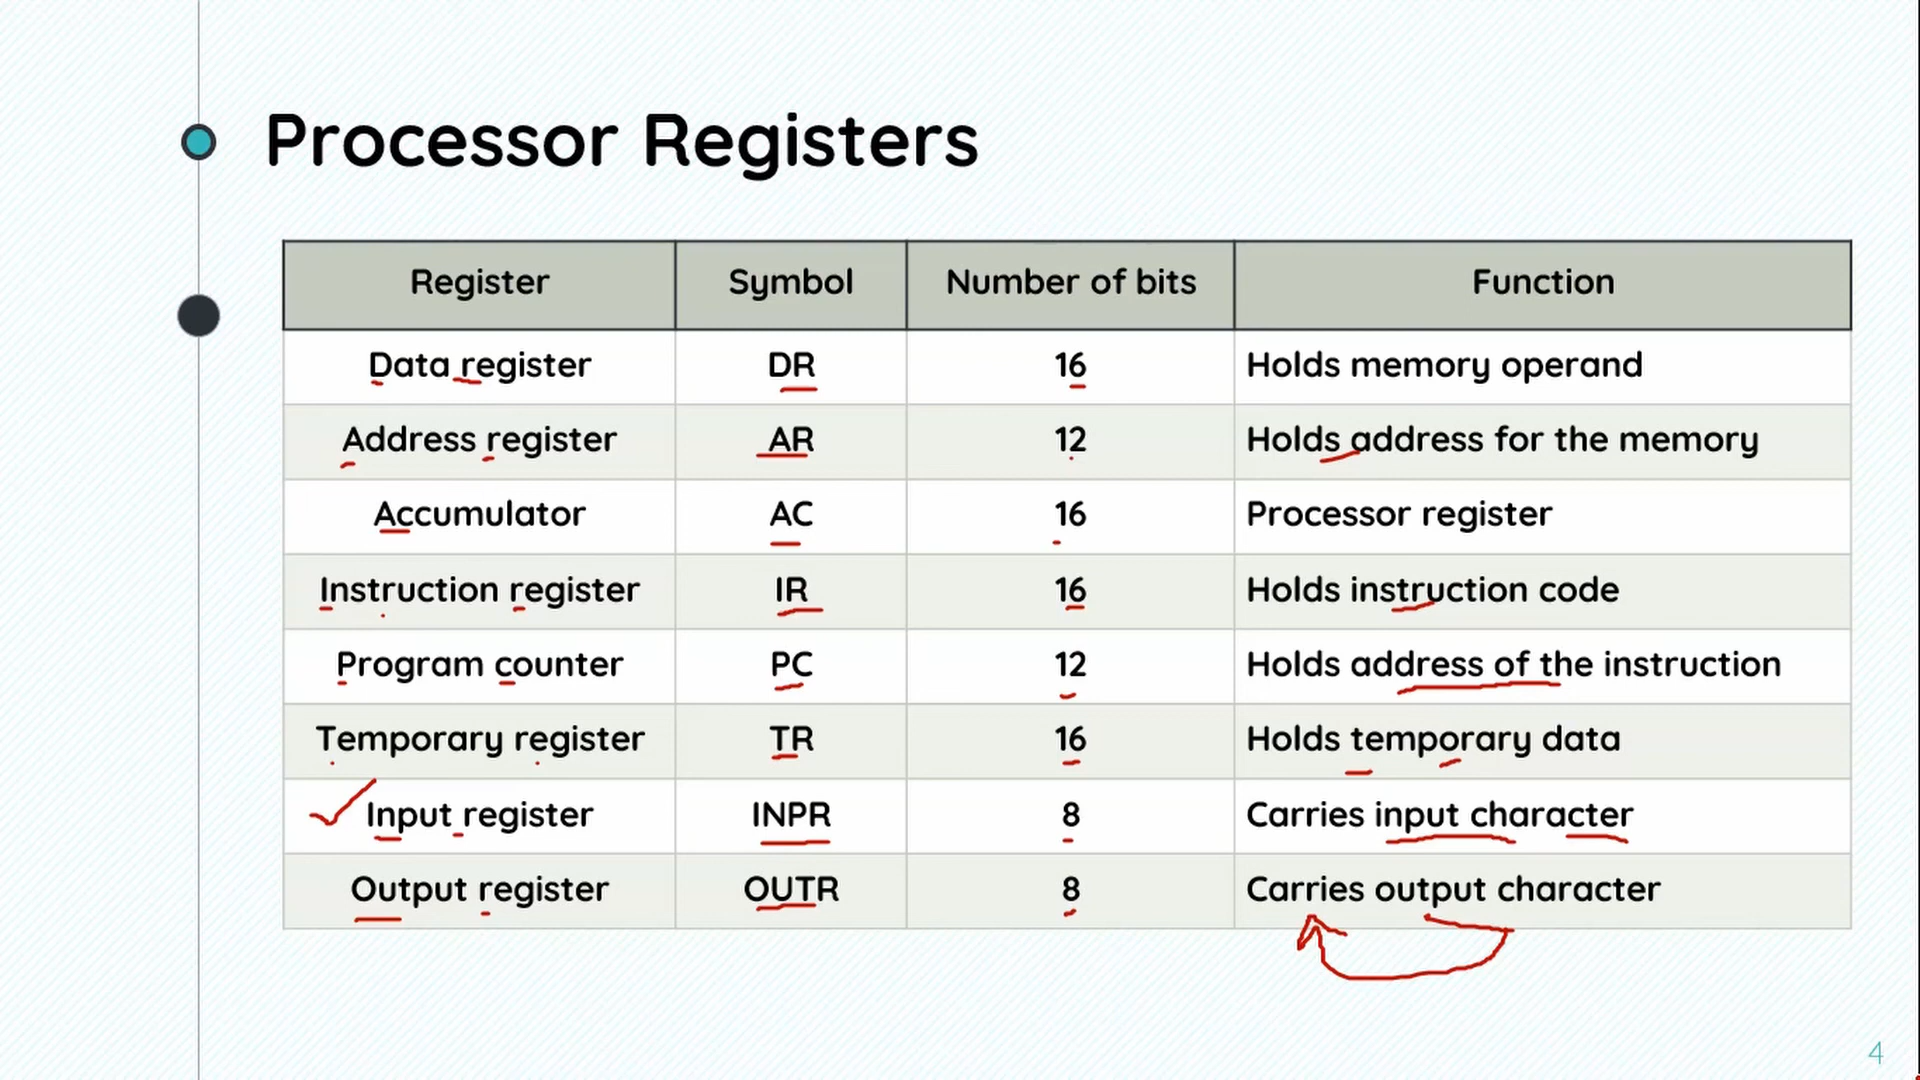 Processor Registers
Register Symbol Number of bits Function
Data register DR 16 Holds memory operand
Address register AR 12 Holds address for the memory
Accumulator AC 16 Processor register
Instruction register IR 16 Holds instruction code
Program counter PC 12 Holds address of the instruction
Temporary register TR 16 Holds temporary data
Input register INPR 8 Carries input character
Output register OUTR 8 Carries output character
4